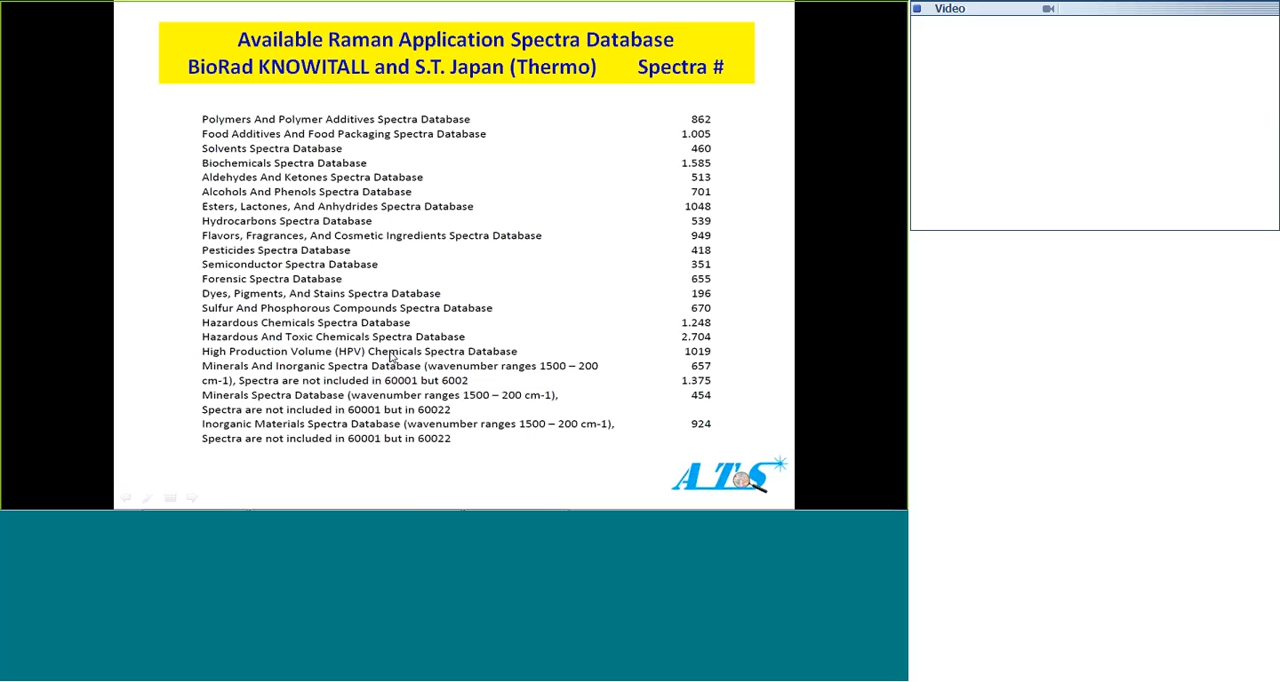 Video
Available Raman Application Spectra Database
BioRad KNOWITALL and S.T. Japan (Thermo) Spectra #
Polymers And Polymer Additives Spectra Database 862
Food Additives And Food Packaging Spectra Database 1.005
Solvents Spectra Database 460
Biochemicals Spectra Database 1.585
Aldehydes And Ketones Spectra Database 513
Alcohols And Phenols Spectra Database 701
Esters, Lactones, And Anhydrides Spectra Database 1048
Hydrocarbons Spectra Database 539
Flavors, Fragrances, And Cosmetic Ingredients Spectra Database 949
Pesticides Spectra Database 418
Semiconductor Spectra Database 351
Forensic Spectra Database 655
Dyes, Pigments, And Stains Spectra Database 196
Sulfur And Phosphorous Compounds Spectra Database 670
Hazardous Chemicals Spectra Database 1.248
Hazardous And Toxic Chemicals Spectra Database 2.704
High Production Volume (HPV) Chemicals Spectra Database 1019
Minerals And Inorganic Spectra Database (wavenumber ranges 1500 – 200 657
cm-1), Spectra are not included in 60001 but 6002 1.375
Minerals Spectra Database (wavenumber ranges 1500 – 200 cm-1), 454
Spectra are not included in 60001 but in 60022
Inorganic Materials Spectra Database (wavenumber ranges 1500 – 200 cm-1), 924
Spectra are not included in 60001 but in 60022
ATS